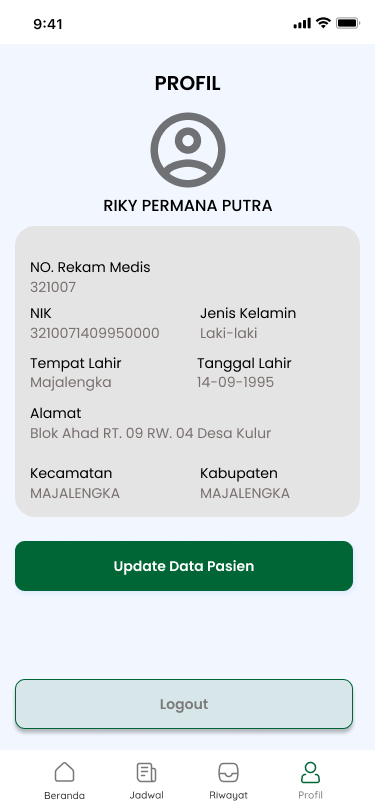 9:41
PROFIL
RIKY PERMANA PUTRA
NO. Rekam Medis
321007
NIK Jenis Kelamin
3210071409950000 Laki-laki
Tempat Lahir Tanggal Lahir
Majalengka 14-09-1995
Alamat
Blok Ahad RT. 09 RW. 04 Desa Kulur
Kecamatan Kabupaten
MAJALENGKA MAJALENGKA
Update Data Pasien
Logout
Beranda Jadwal Riwayat Profil